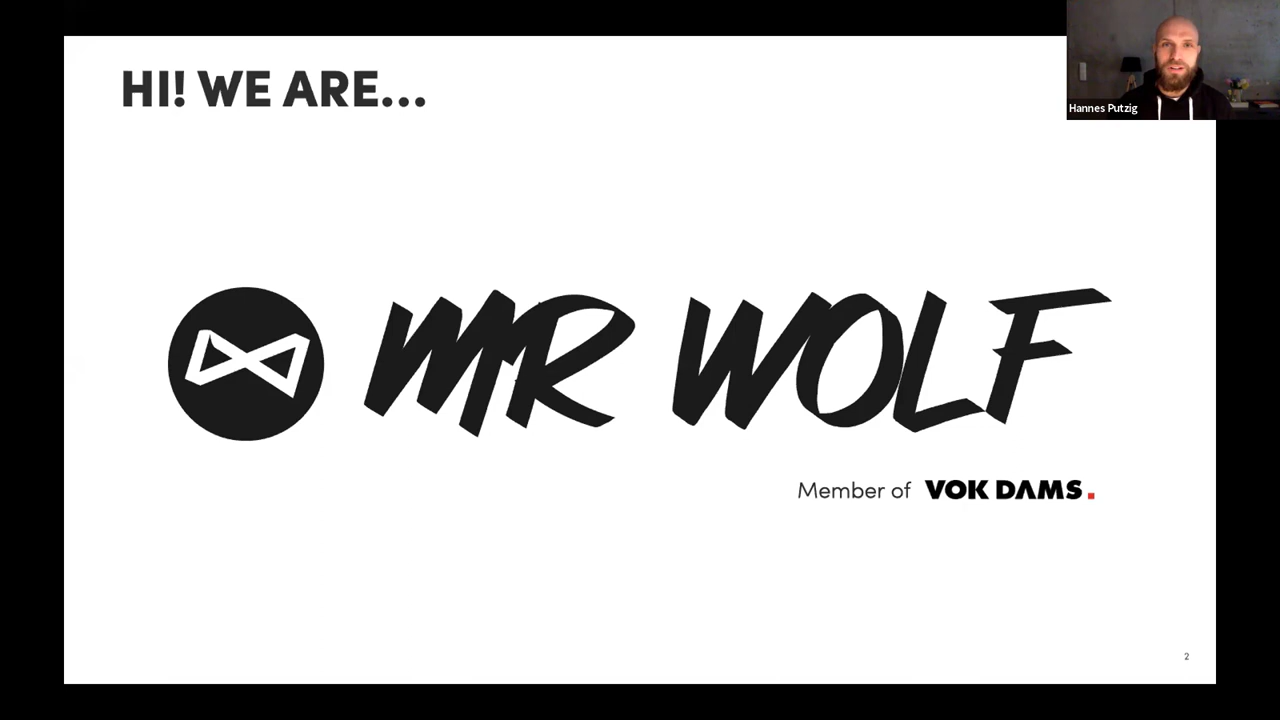 HI! WE ARE...
Hannes Putzig
MR WOLF
Member of VOK DAMS.
2